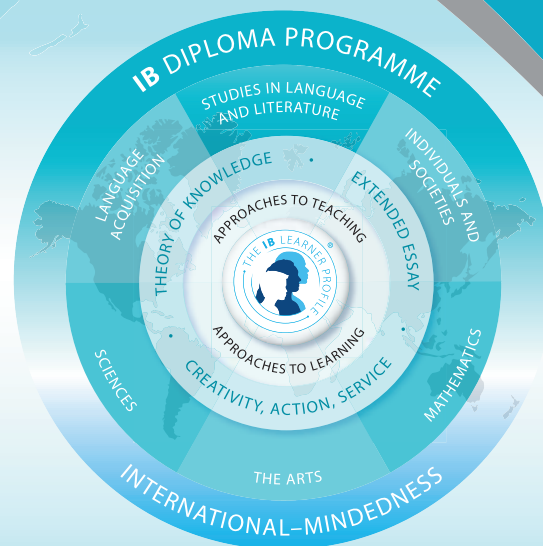 IB DIPLOMA PROGRAMME
STUDIES IN LANGUAGE
AND LITERATURE
LANGUAGE
ACQUISITION
INDIVIDUALS AND
SOCIETIES
THEORY OF KNOWLEDGE
EXTENDED ESSAY
APPROACHES TO TEACHING
THE IB LEARNER PROFILE ®
APPROACHES TO LEARNING
CREATIVITY, ACTION, SERVICE
SCIENCES
MATHEMATICS
THE ARTS
INTERNATIONAL–MINDEDNESS